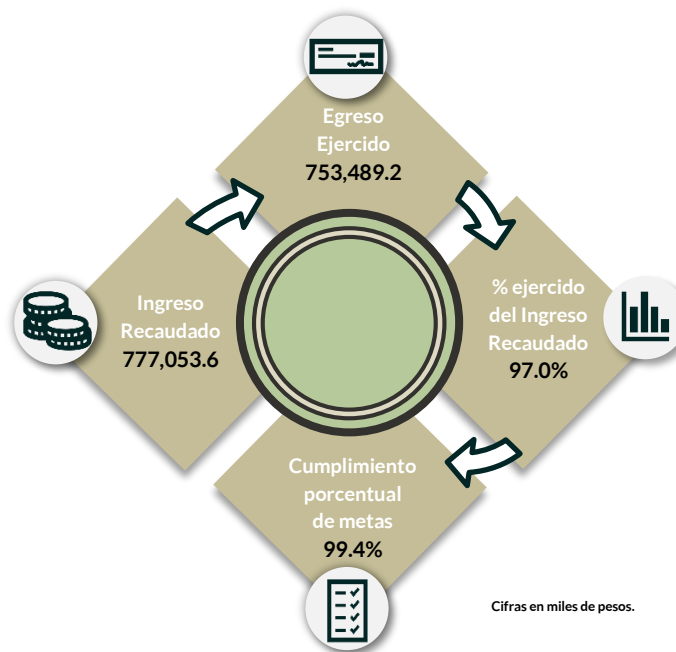 Egreso
Ejercido
753,489.2
Ingreso
Recaudado
777,053.6
% ejercido
del Ingreso
Recaudado
97.0%
Cumplimiento
porcentual
de metas
99.4%
Cifras en miles de pesos.